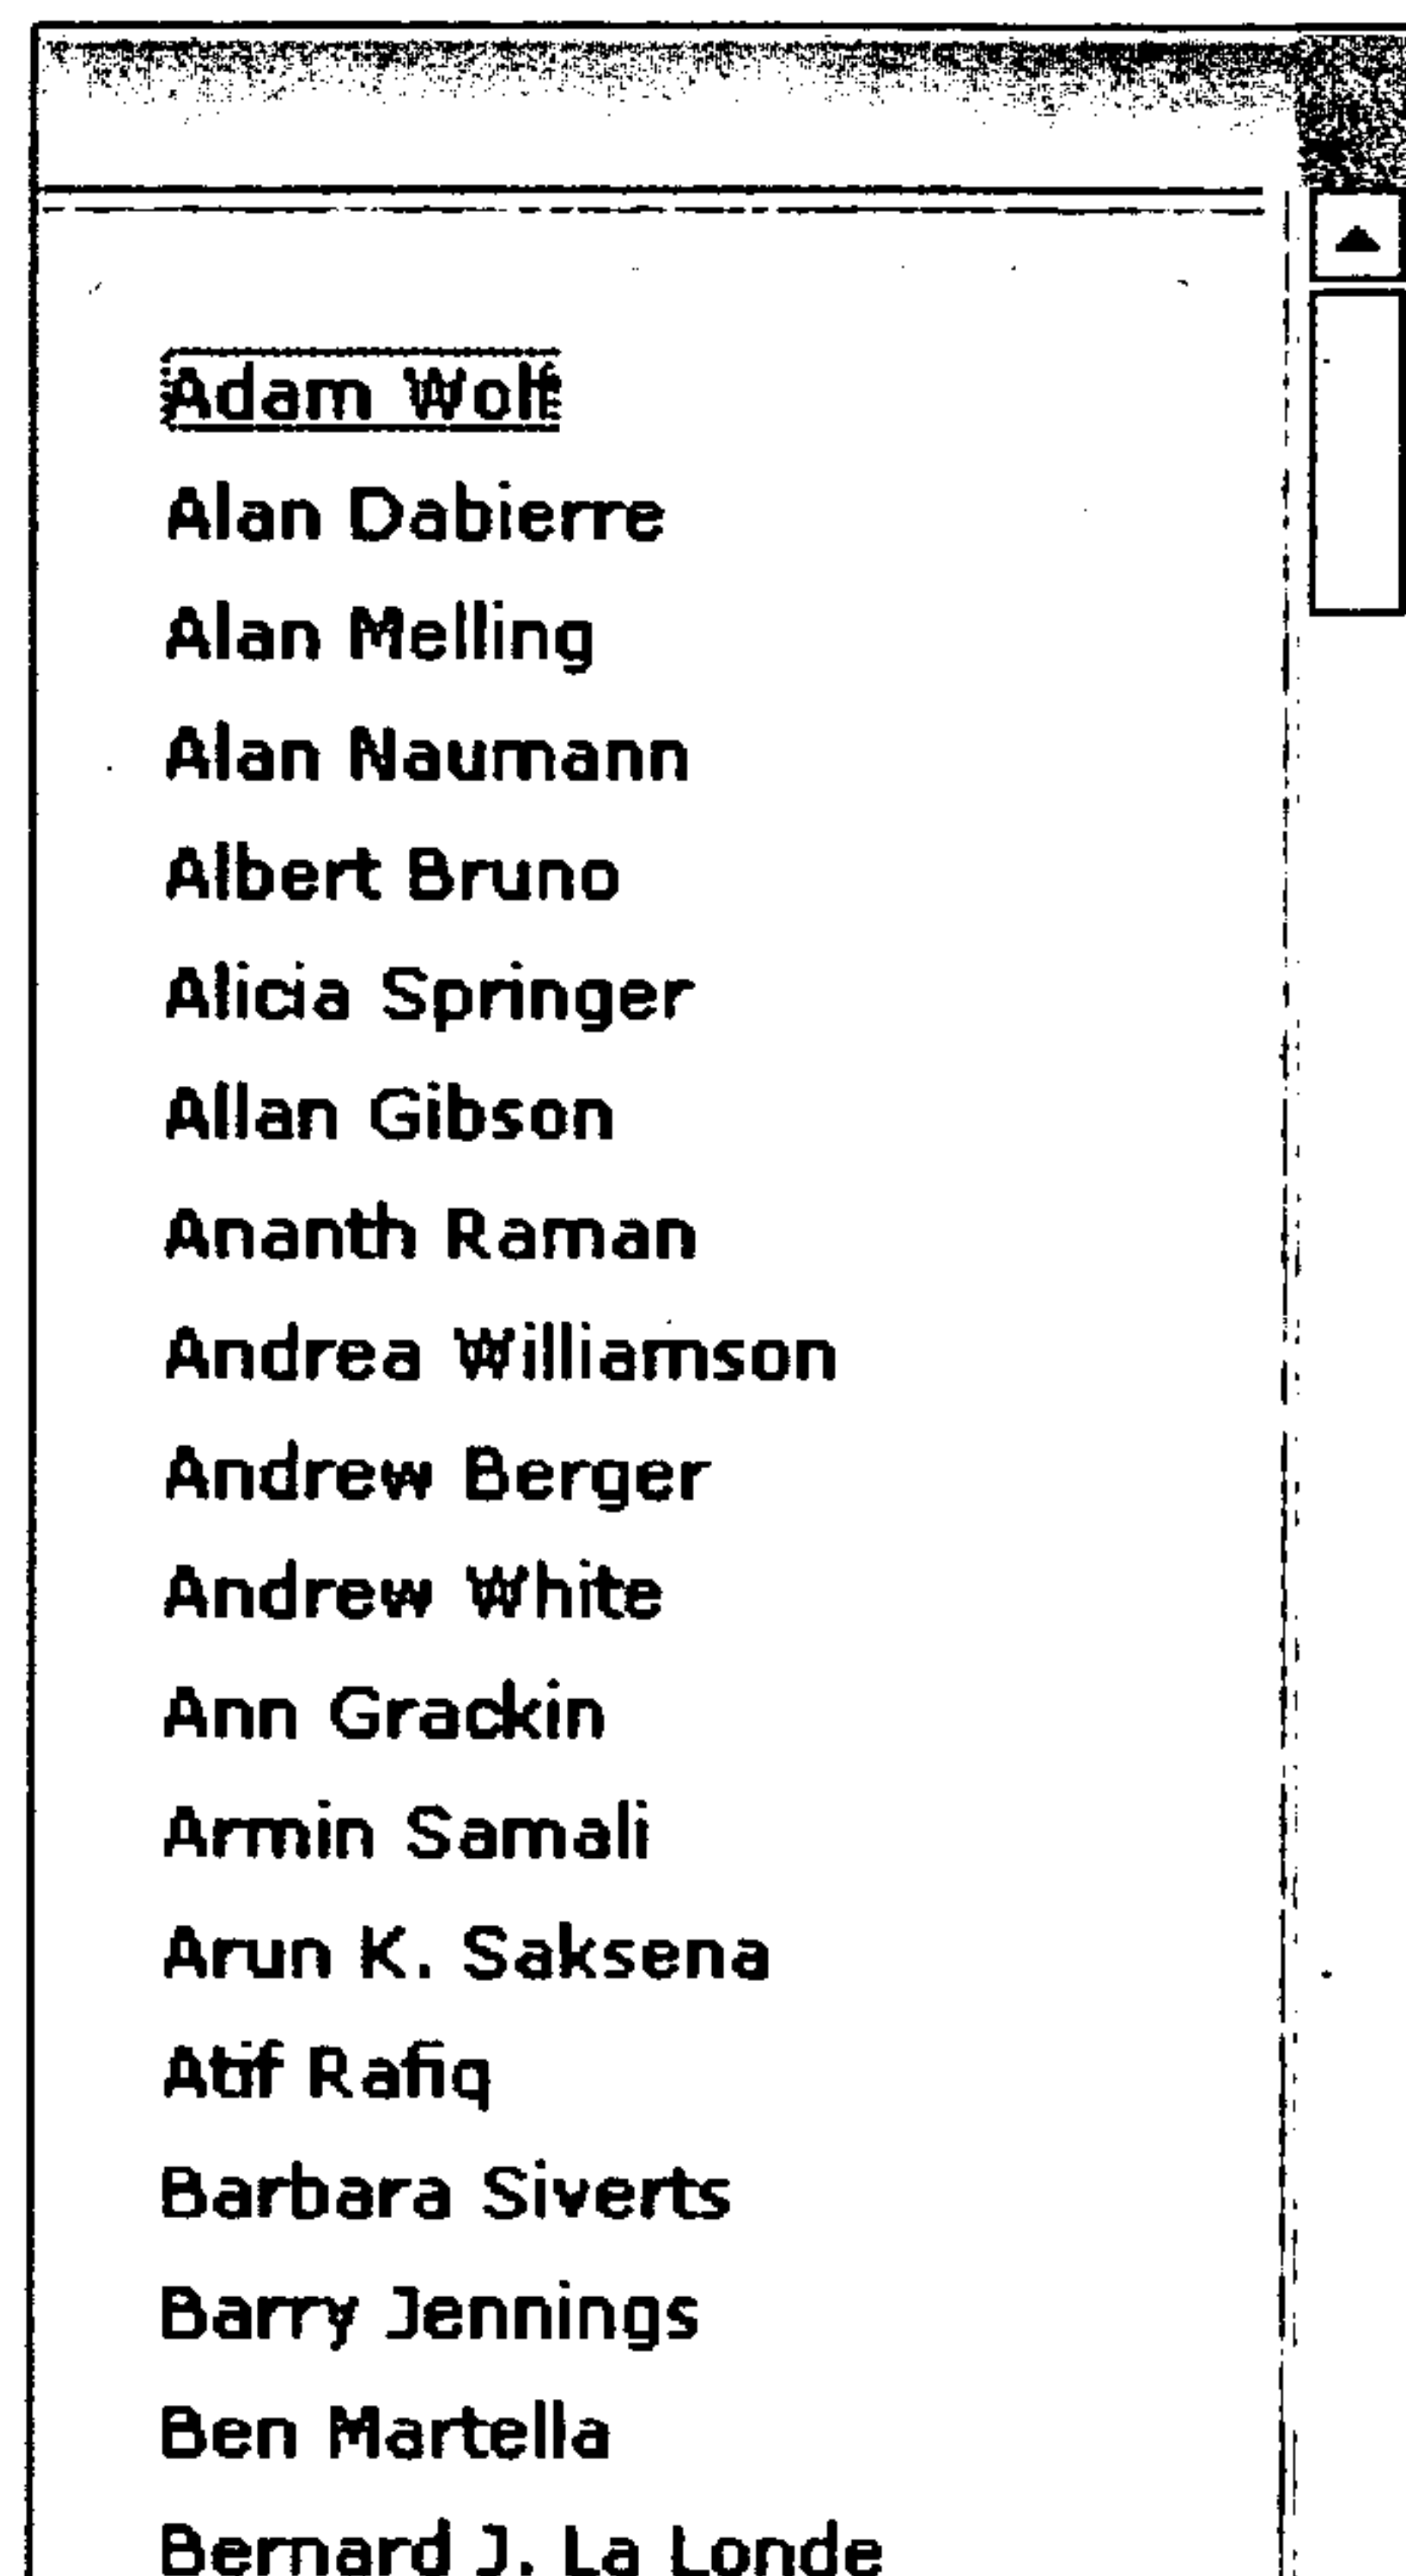 Adam Wolf
Alan Dabierre
Alan Melling
Alan Naumann
Albert Bruno
Alicia Springer
Allan Gibson
Ananth Raman
Andrea Williamson
Andrew Berger
Andrew White
Ann Grackin
Armin Samali
Arun K. Saksena
Atif Rafiq
Barbara Siverts
Barry Jennings
Ben Martella
Bernard J. La Londe